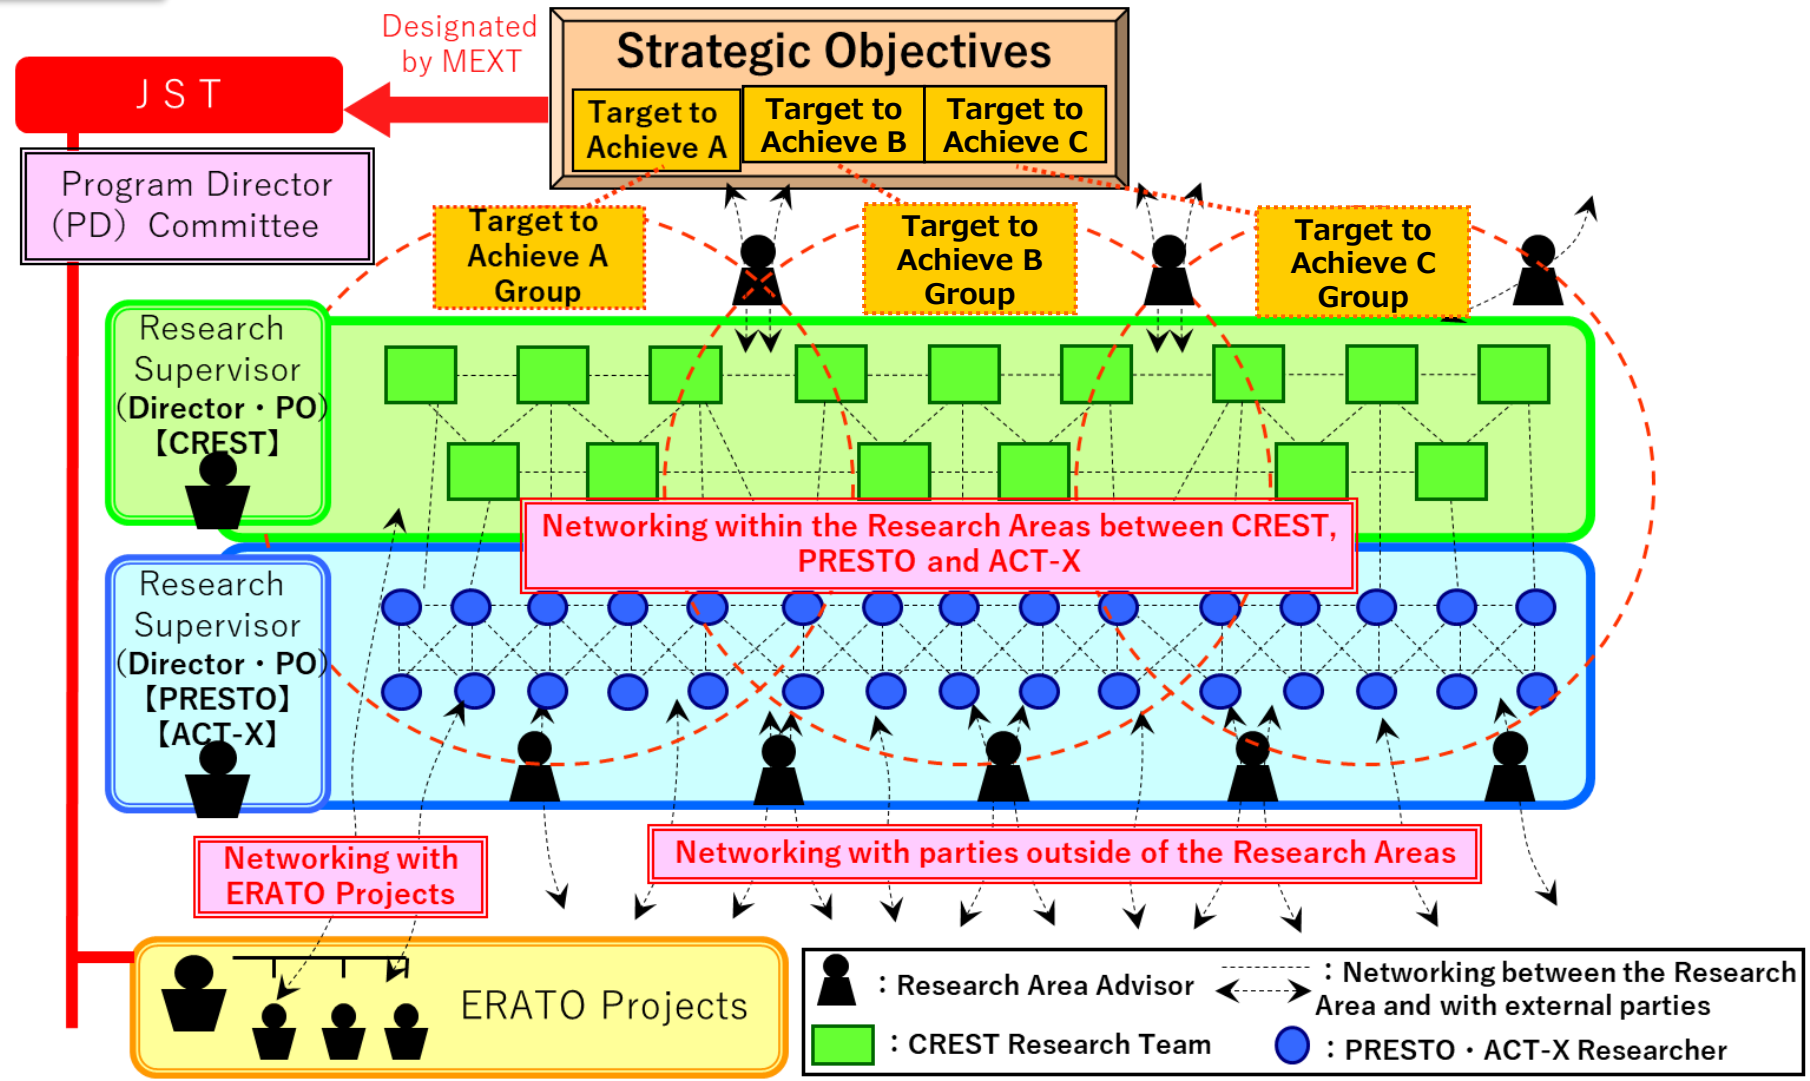 Designated
by MEXT
Strategic Objectives
Target to
Achieve A
Target to
Achieve B
Target to
Achieve C
JST
Program Director
(PD) Committee
Target to
Achieve A
Group
Target to
Achieve B
Group
Target to
Achieve C
Group
Research
Supervisor
(Director・PO)
【CREST】
Networking within the Research Areas between CREST,
PRESTO and ACT-X
Research
Supervisor
(Director・PO)
【PRESTO】
【ACT-X】
Networking with
ERATO Projects
Networking with parties outside of the Research Areas
ERATO Projects
：Research Area Advisor
：Networking between the Research
Area and with external parties
：CREST Research Team
：PRESTO・ACT-X Researcher